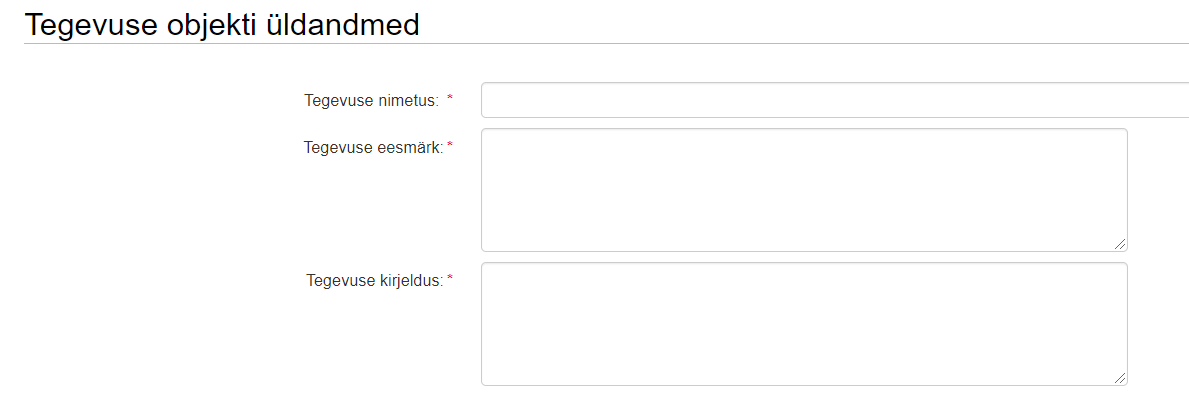 Tegevuse objekti üldandmed
Tegevuse nimetus: *
Tegevuse eesmärk: *
Tegevuse kirjeldus: *